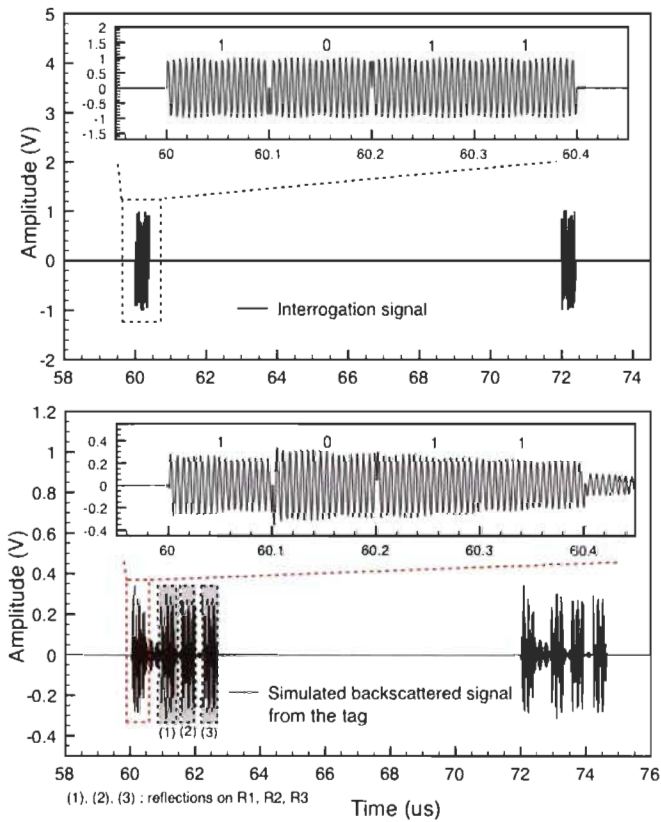 5
4
3
2
1
0
-1
-2
Amplitude (V)
2
1.5
1
0.5
0
-0.5
-1
-1.5
1 0 1 1
60 60.1 60.2 60.3 60.4
Interrogation signal
58 60 62 64 66 68 70 72 74
1.2
1
0.8
0.6
0.4
0.2
0
-0.2
-0.4
Amplitude (V)
0.4
0.2
0
-0.2
-0.4
1 0 1 1
60 60.1 60.2 60.3 60.4
Simulated backscattered signal
from the tag
(1) (2) (3)
58 60 62 64 66 68 70 72 74 76
(1), (2), (3) : reflections on R1, R2, R3
Time (us)